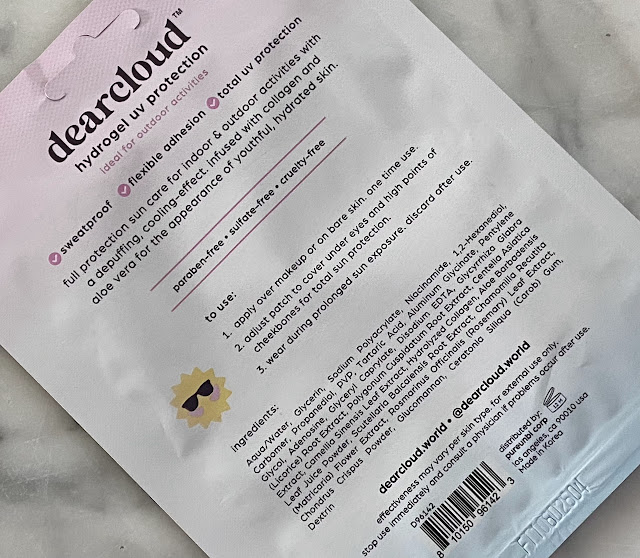 dearcloud™
hydrogel uv protection
ideal for outdoor activities
sweatproof flexible adhesion total uv protection
full protection sun care for indoor & outdoor activities with
a depuffing, cooling-effect. infused with collagen and
aloe vera for the appearance of youthful, hydrated skin.
paraben-free • sulfate-free • cruelty-free
to use:
1. apply over makeup or on bare skin. one time use.
2. adjust patch to cover under eyes and high points of
cheekbones for total sun protection.
3. wear during prolonged sun exposure. discard after use.
ingredients:
Aqua/Water, Glycerin, Sodium Polyacrylate, Niacinamide, 1,2-Hexanediol,
Carbomer, Propanediol, PVP, Tartaric Acid, Aluminum Glycinate, Pentylene
Glycol, Adenosine, Glyceryl Caprylate, Disodium EDTA, Glycyrrhiza Glabra
(Licorice) Root Extract, Polygonum Cuspidatum Root Extract, Centella Asiatica
Extract, Camellia Sinensis Leaf Extract, Hydrolyzed Collagen, Aloe Barbadensis
Leaf Juice Powder, Scutellaria Baicalensis Root Extract, Chamomilla Recutita
(Matricaria) Flower Extract, Rosmarinus Officinalis (Rosemary) Leaf Extract,
Chondrus Crispus Powder, Glucomannan, Ceratonia Siliqua (Carob) Gum,
Dextrin
dearcloud.world • @dearcloud.world
effectiveness may vary per skin type. for external use only.
stop use immediately and consult a physician if problems occur after use.
D96142
8 10150 96142 3
distributed by:
pureunbi.com
los angeles, ca 90010 usa
Made in Korea